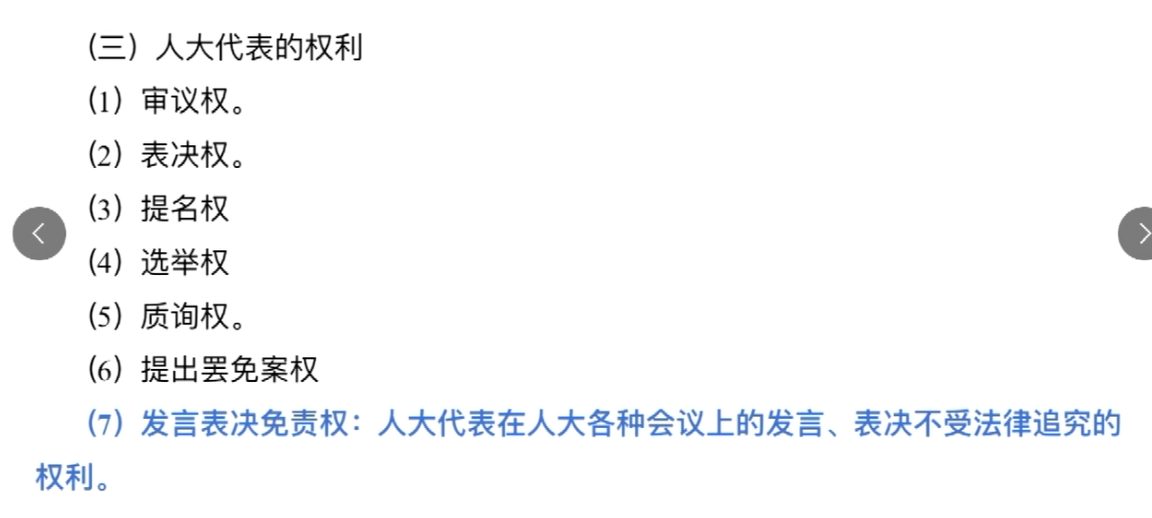 （三）人大代表的权利
（1）审议权。
（2）表决权。
（3）提名权
（4）选举权
（5）质询权。
（6）提出罢免案权
（7）发言表决免责权：人大代表在人大各种会议上的发言、表决不受法律追究的
权利。